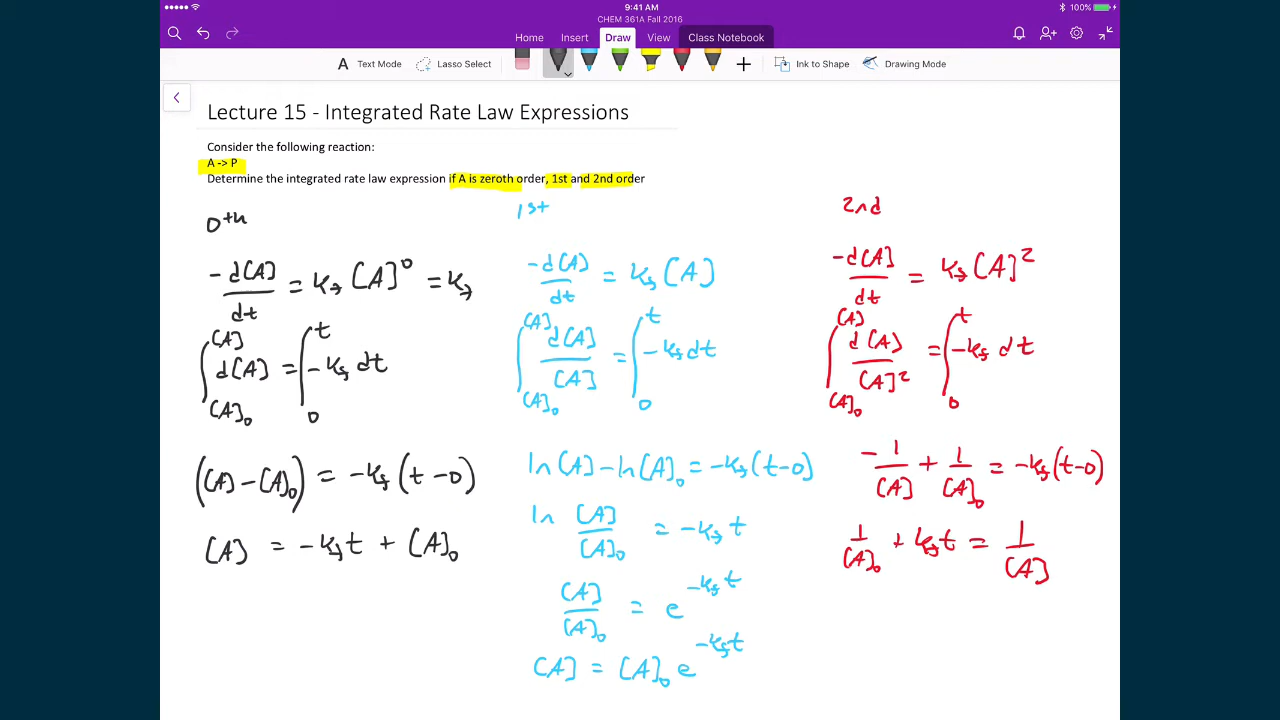 9:41 AM
100%
CHEM 361A Fall 2016
Home Insert Draw View Class Notebook
Text Mode Lasso Select Ink to Shape Drawing Mode
Lecture 15 - Integrated Rate Law Expressions
Consider the following reaction:
A -> P
Determine the integrated rate law expression if A is zeroth order, 1st and 2nd order
0th
-d[A]/dt = kf [A]^0 = kf
∫_{[A]0}^{[A]} d[A] = ∫_0^t -kf dt
([A] - [A]0) = -kf (t - 0)
[A] = -kf t + [A]0
1st
-d[A]/dt = kf [A]
∫_{[A]0}^{[A]} d[A]/[A] = ∫_0^t -kf dt
ln[A] - ln[A]0 = -kf (t-0)
ln [A]/[A]0 = -kf t
[A]/[A]0 = e^{-kf t}
[A] = [A]0 e^{-kf t}
2nd
-d[A]/dt = kf [A]^2
∫_{[A]0}^{[A]} d[A]/[A]^2 = ∫_0^t -kf dt
-1/[A] + 1/[A]0 = -kf (t-0)
1/[A]0 + kf t = 1/[A]